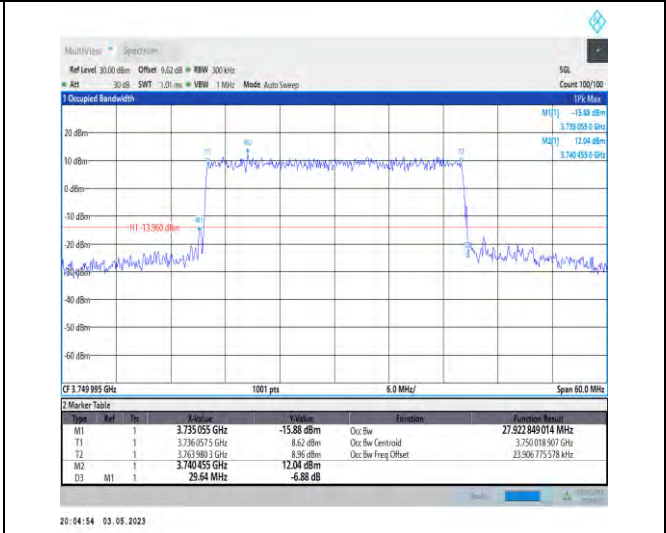 MultiView Spectrum
Ref Level 30.00 dBm Offset 9.62 dB RBW 300 kHz SGL
Att 30 dB SWT 1.01 ms VBW 1 MHz Mode Auto Sweep Count 100/100
1 Occupied Bandwidth 1Pk Max
M1[1] -15.88 dBm
3.735 055 0 GHz
M2[1] 12.04 dBm
3.740 455 0 GHz
20 dBm
T1 M2 T2
10 dBm
0 dBm
-10 dBm
M1
H1 -13.960 dBm
-20 dBm
-30 dBm
-40 dBm
-50 dBm
-60 dBm
CF 3.749 995 GHz 1001 pts 6.0 MHz/ Span 60.0 MHz
2 Marker Table
Type Ref Trc X-Value Y-Value Function Function Result
M1 1 3.735 055 GHz -15.88 dBm Occ Bw 27.922 849 014 MHz
T1 1 3.736 057 5 GHz 8.62 dBm Occ Bw Centroid 3.750 018 907 GHz
T2 1 3.763 980 3 GHz 8.96 dBm Occ Bw Freq Offset 23.906 775 578 kHz
M2 1 3.740 455 GHz 12.04 dBm
D3 M1 1 29.64 MHz -6.88 dB
Ready
20:04:54 03.05.2023